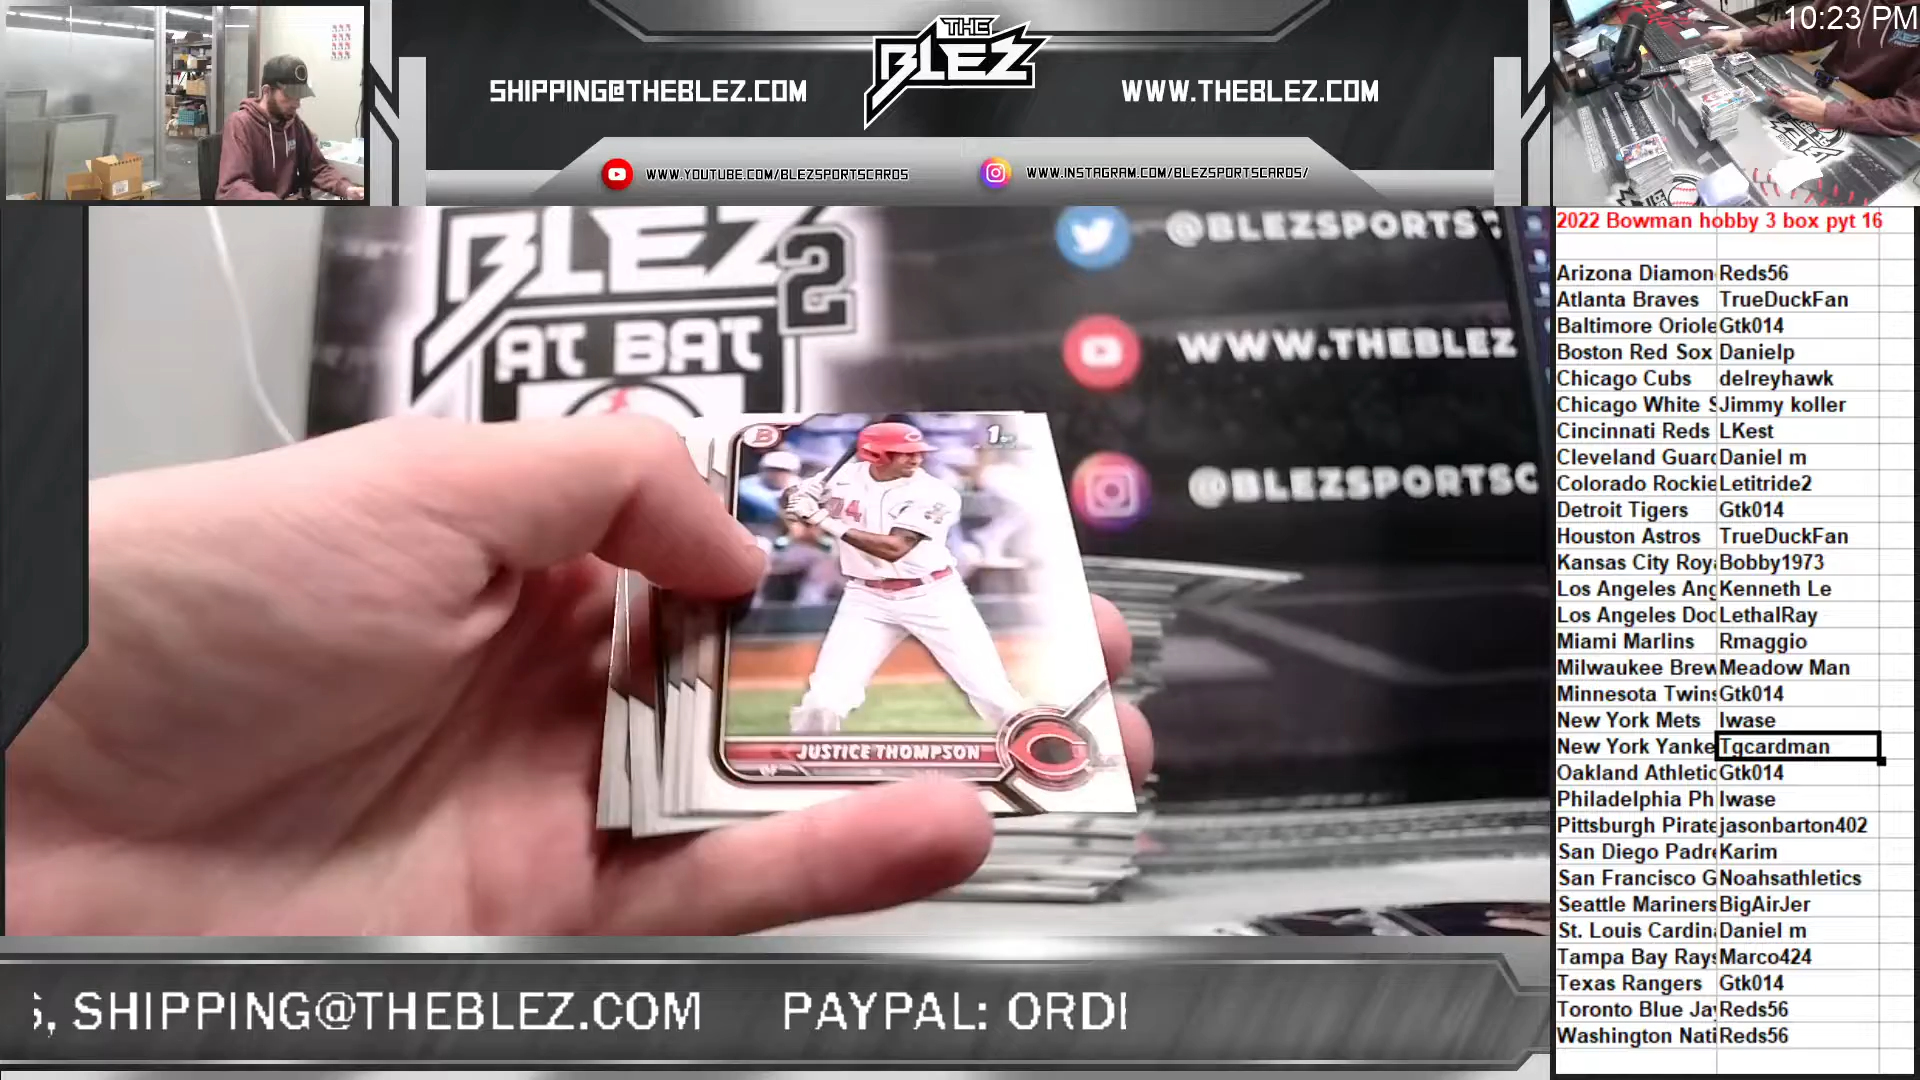 10:23 PM
THE
BLEZ
SHIPPING@THEBLEZ.COM
WWW.THEBLEZ.COM
WWW.YOUTUBE.COM/BLEZSPORTSCARDS
WWW.INSTAGRAM.COM/BLEZSPORTSCARDS/
BLEZ 2
AT BAT
@BLEZSPORTS
WWW.THEBLEZ
@BLEZSPORTSC
B
1ST
JUSTICE THOMPSON
C
2022 Bowman hobby 3 box pyt 16
Arizona Diamon Reds56
Atlanta Braves TrueDuckFan
Baltimore Oriole Gtk014
Boston Red Sox Danielp
Chicago Cubs delreyhawk
Chicago White S Jimmy koller
Cincinnati Reds LKest
Cleveland Guard Daniel m
Colorado Rockie Letitride2
Detroit Tigers Gtk014
Houston Astros TrueDuckFan
Kansas City Roya Bobby1973
Los Angeles Ang Kenneth Le
Los Angeles Dod LethalRay
Miami Marlins Rmaggio
Milwaukee Brew Meadow Man
Minnesota Twins Gtk014
New York Mets Iwase
New York Yanke Tgcardman
Oakland Athletic Gtk014
Philadelphia Ph Iwase
Pittsburgh Pirate jasonbarton402
San Diego Padre Karim
San Francisco G Noahsathletics
Seattle Mariners BigAirJer
St. Louis Cardina Daniel m
Tampa Bay Rays Marco424
Texas Rangers Gtk014
Toronto Blue Jay Reds56
Washington Nati Reds56
S, SHIPPING@THEBLEZ.COM PAYPAL: ORD